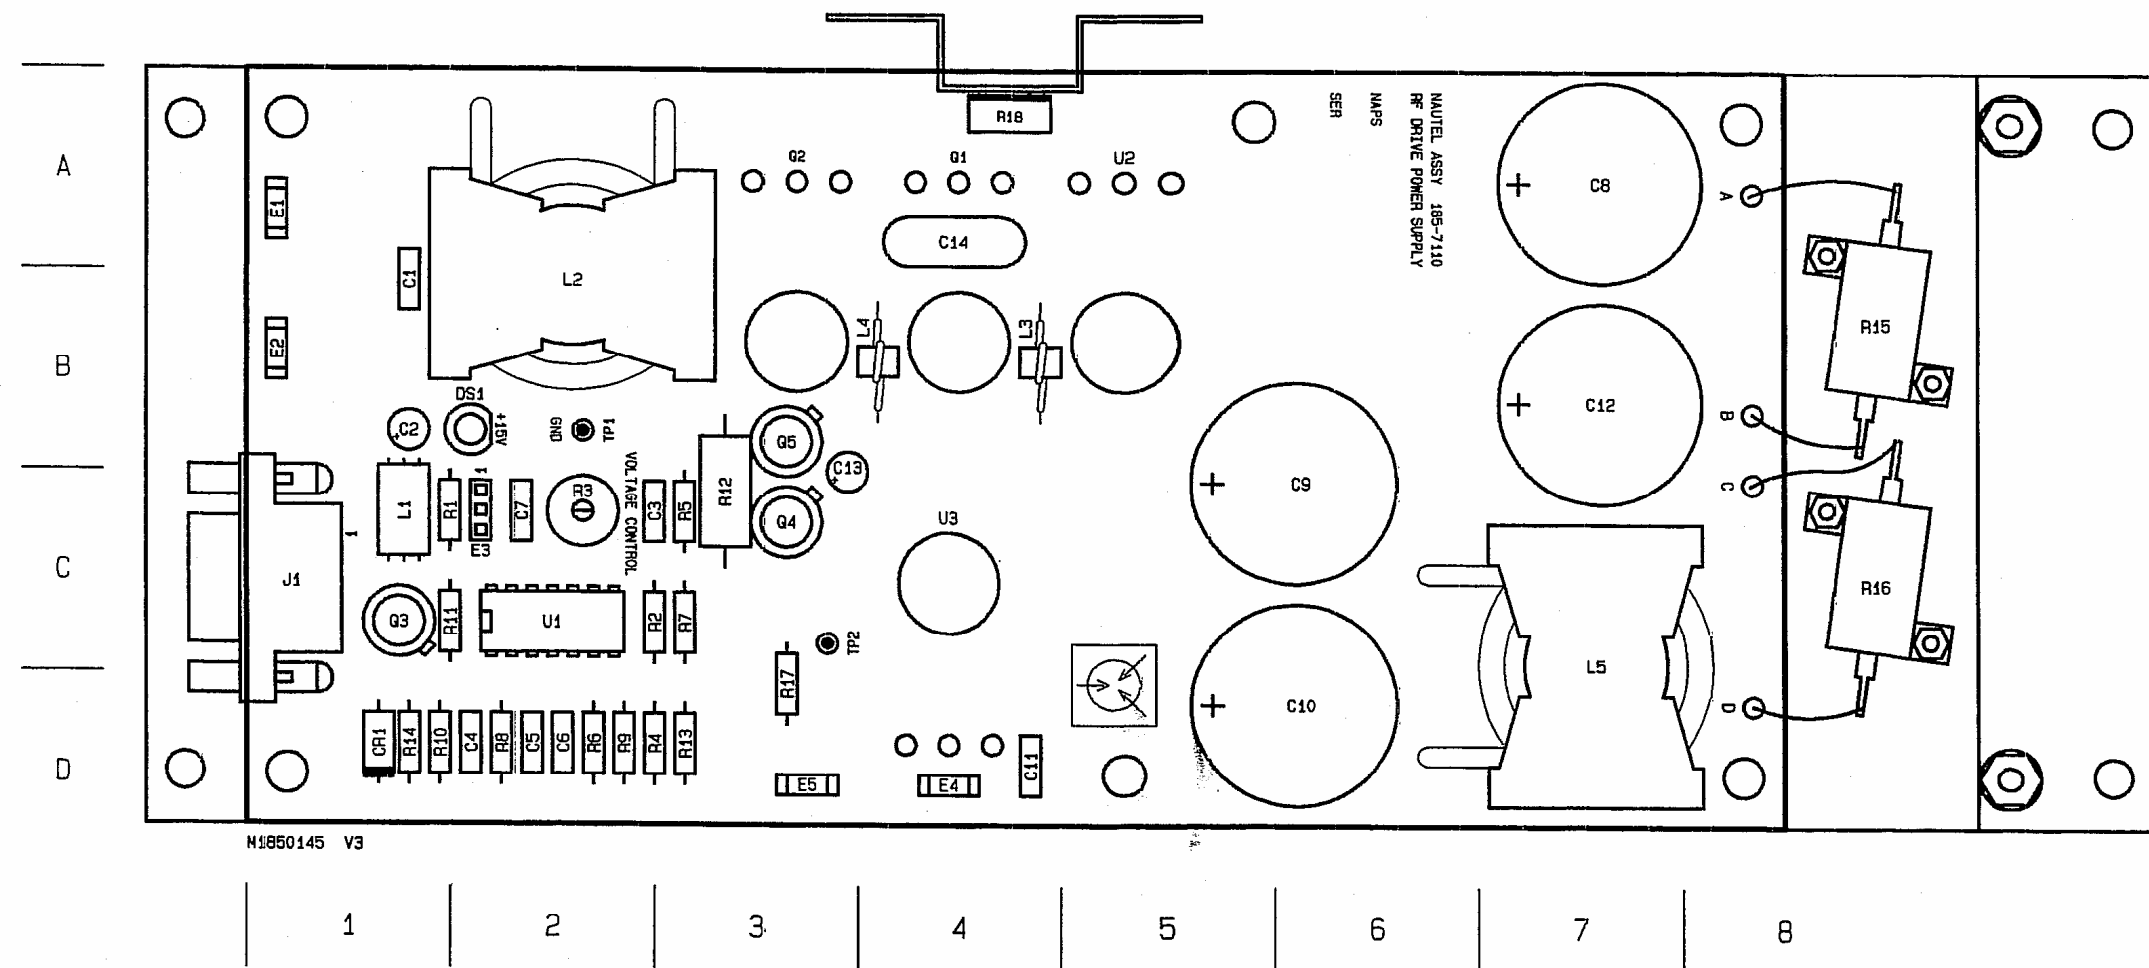 R18
SER
NAPS
NAUTEL ASSY 185-7110
RF DRIVE POWER SUPPLY
A
Q2
Q1
U2
C8
A
E1
C14
C1
L2
B
E2
L4
L3
R15
C12
B
DS1
+15V
C2
GND
TP1
Q5
C13
VOLTAGE CONTROL
C
1
L1
R1
1
E3
C7
R3
C3
R5
R12
Q4
U3
C9
C
J1
Q3
R11
U1
R2
R7
TP2
R16
R17
L5
D
C10
D
CR1
R14
R10
C4
R8
C5
C6
R6
R9
R4
R13
E5
E4
C11
M1850145 V3
1
2
3
4
5
6
7
8